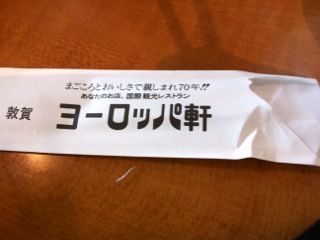 まごころとおいしさで親しまれ70年!!
あなたのお店、国際観光レストラン
敦賀 ヨーロッパ軒